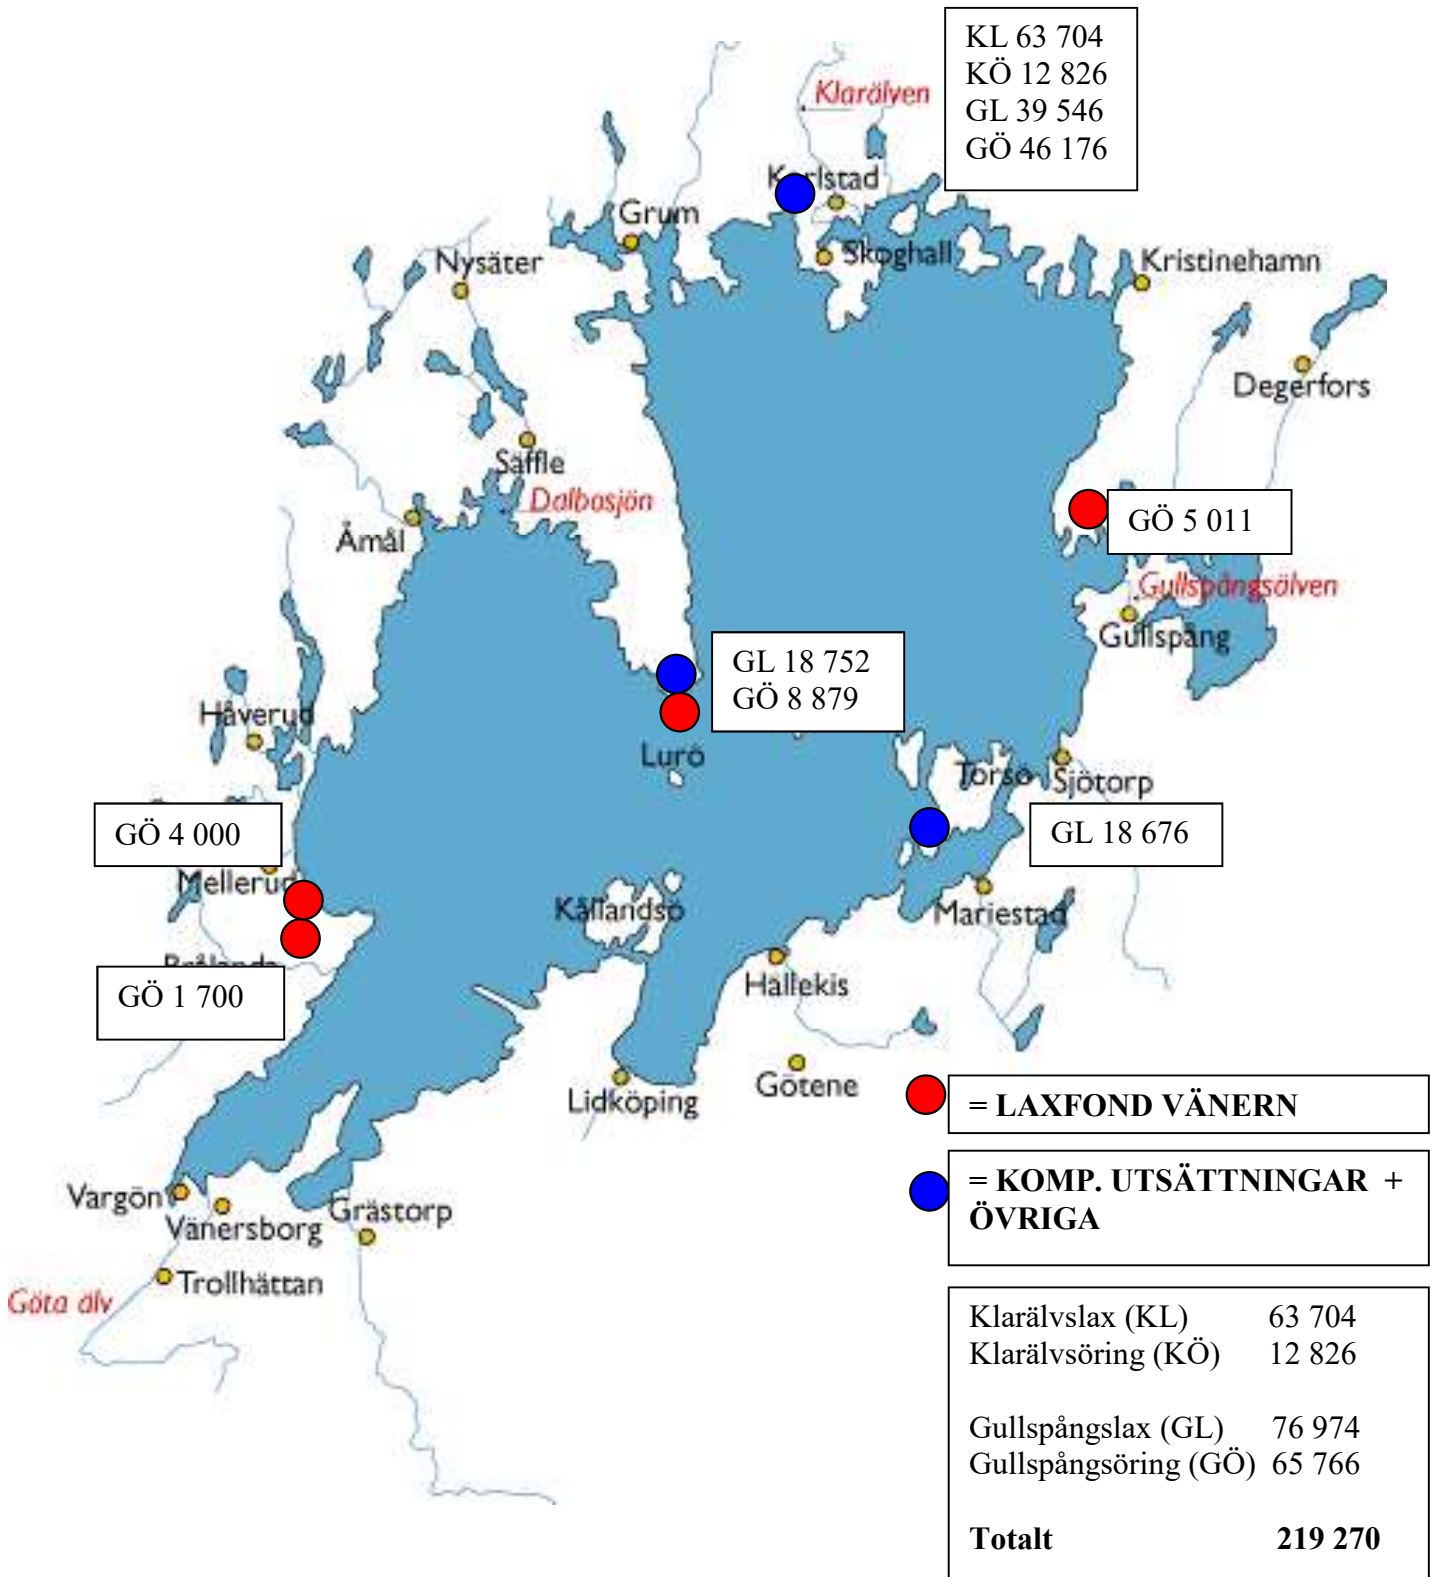 KL 63 704
KÖ 12 826
GL 39 546
GÖ 46 176
Klarälven
Karlstad
Grum
Skoghall
Nysäter
Kristinehamn
Degerfors
Säffle
Dalbosjön
Åmål
GÖ 5 011
Gullspångsälven
Gullspång
GL 18 752
GÖ 8 879
Håverud
Lurö
Torsö
Sjötorp
GÖ 4 000
GL 18 676
Mellerud
Kållandsö
Mariestad
Brålanda
GÖ 1 700
Hällekis
Götene
Lidköping
= LAXFOND VÄNERN
= KOMP. UTSÄTTNINGAR +
ÖVRIGA
Vargön
Vänersborg
Grästorp
Trollhättan
Göta älv
Klarälvslax (KL) 63 704
Klarälvsöring (KÖ) 12 826
Gullspångslax (GL) 76 974
Gullspångsöring (GÖ) 65 766
Totalt 219 270